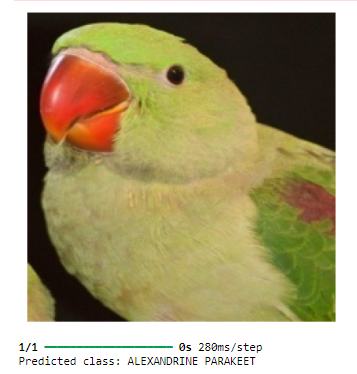 1/1 ━━━━━━━━━━━━━━━━━━━━ 0s 280ms/step
Predicted class: ALEXANDRINE PARAKEET